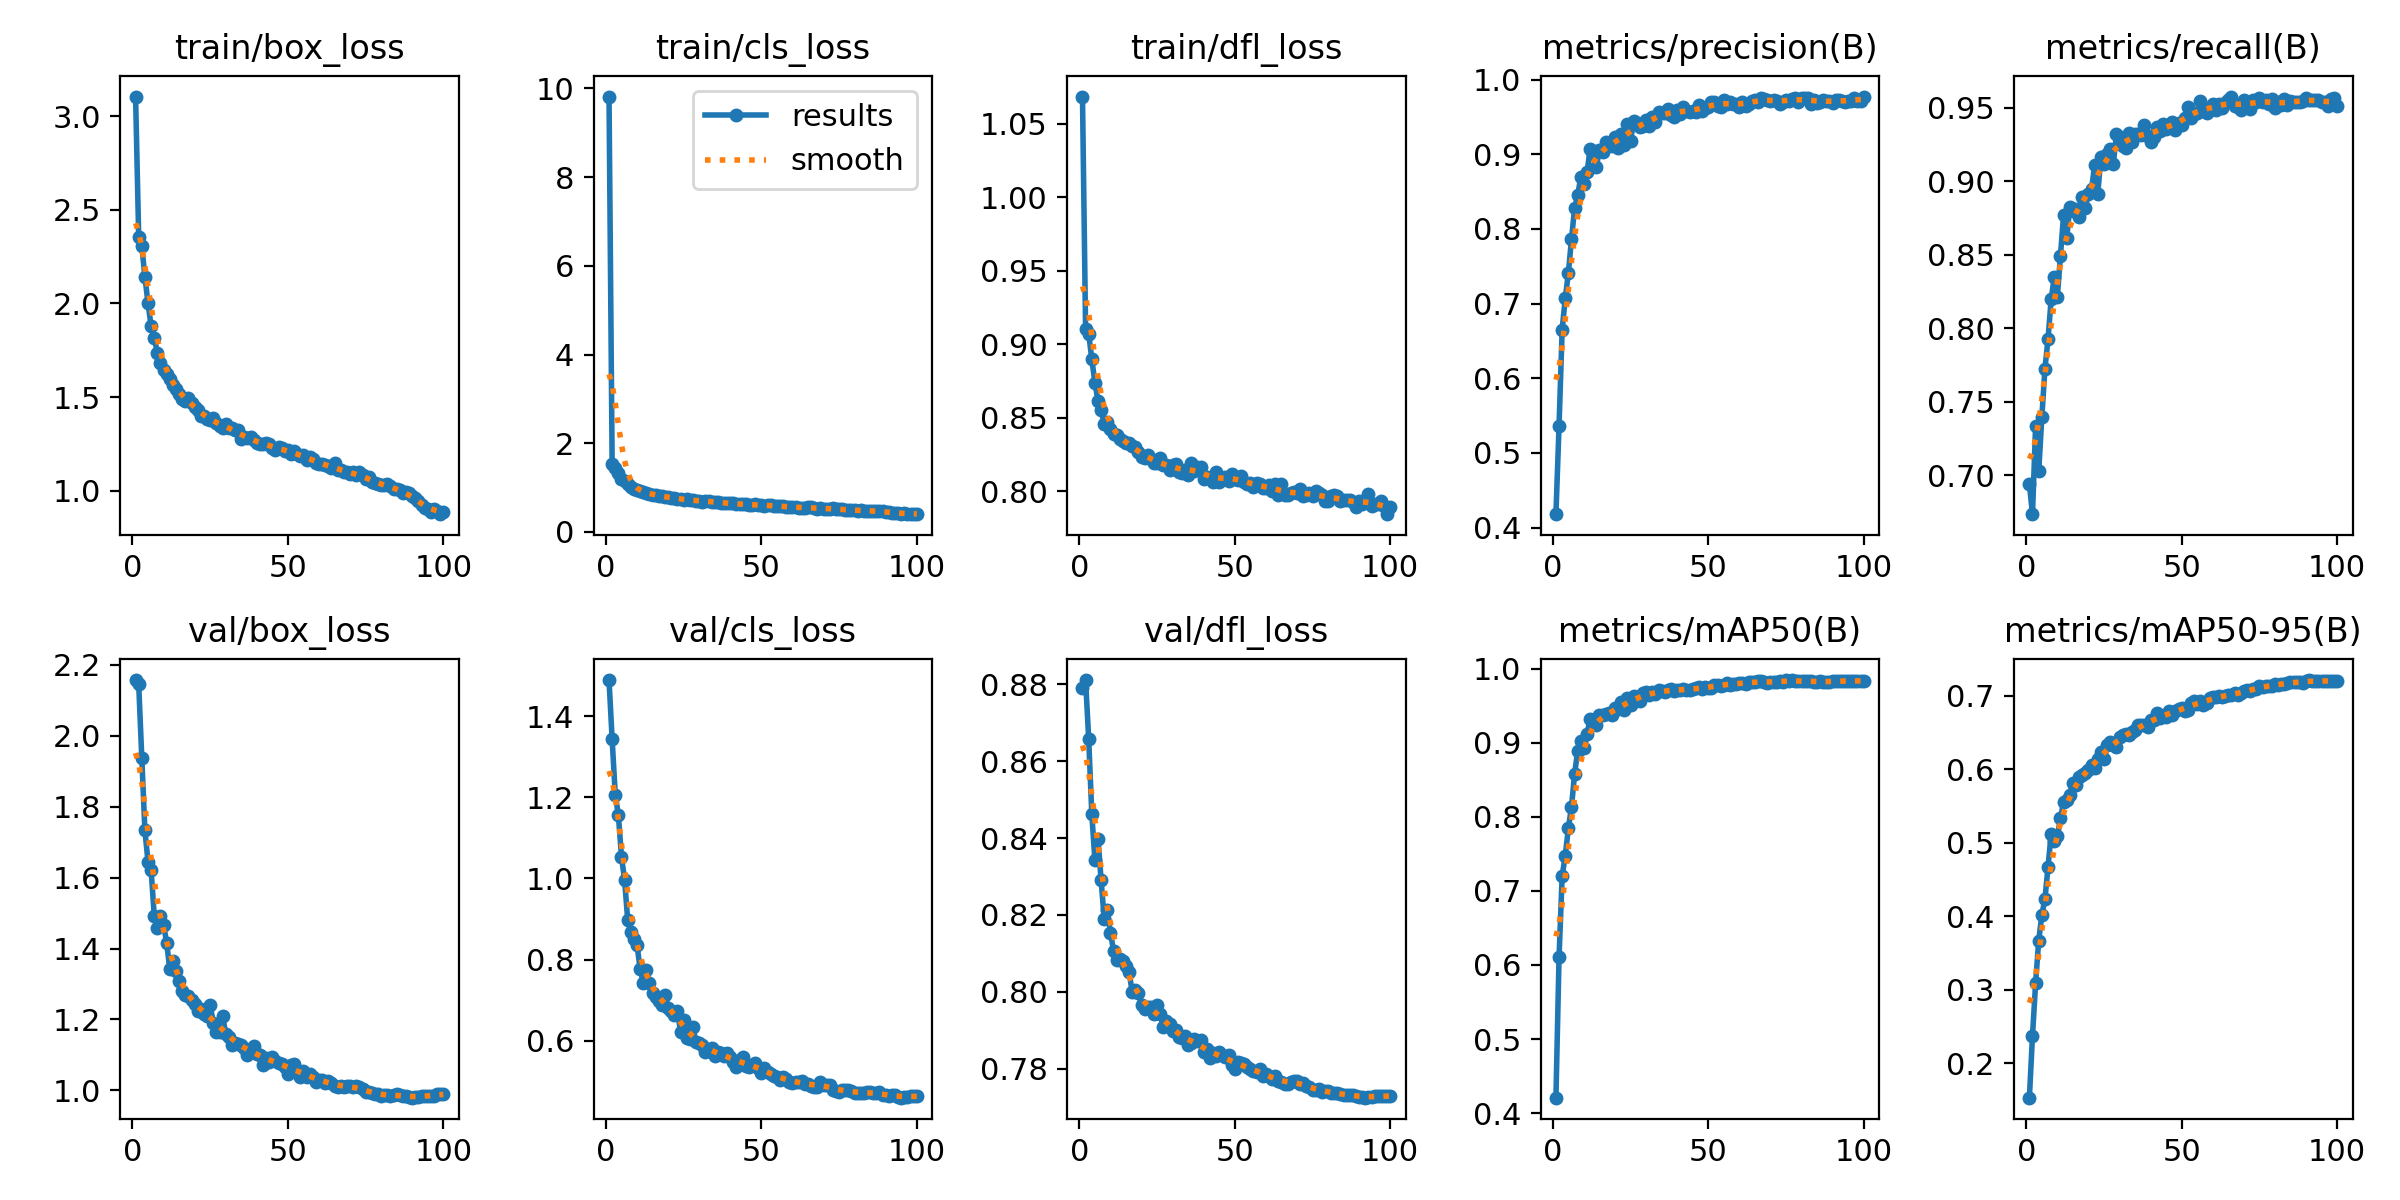 train/box_loss
3.0
2.5
2.0
1.5
1.0
0 50 100
train/cls_loss
10
8
6
4
2
0
results
smooth
0 50 100
train/dfl_loss
1.05
1.00
0.95
0.90
0.85
0.80
0 50 100
metrics/precision(B)
1.0
0.9
0.8
0.7
0.6
0.5
0.4
0 50 100
metrics/recall(B)
0.95
0.90
0.85
0.80
0.75
0.70
0 50 100
val/box_loss
2.2
2.0
1.8
1.6
1.4
1.2
1.0
0 50 100
val/cls_loss
1.4
1.2
1.0
0.8
0.6
0 50 100
val/dfl_loss
0.88
0.86
0.84
0.82
0.80
0.78
0 50 100
metrics/mAP50(B)
1.0
0.9
0.8
0.7
0.6
0.5
0.4
0 50 100
metrics/mAP50-95(B)
0.7
0.6
0.5
0.4
0.3
0.2
0 50 100